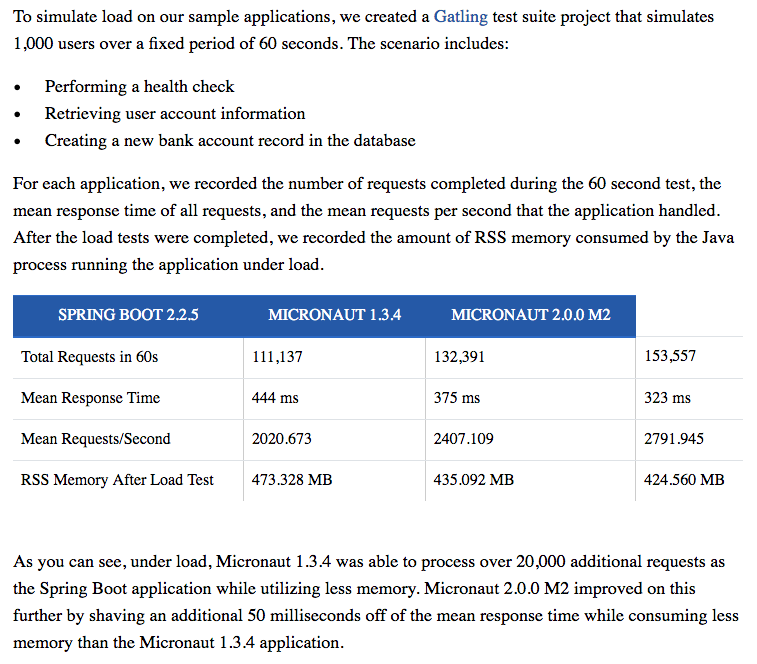 To simulate load on our sample applications, we created a Gatling test suite project that simulates
1,000 users over a fixed period of 60 seconds. The scenario includes:
• Performing a health check
• Retrieving user account information
• Creating a new bank account record in the database
For each application, we recorded the number of requests completed during the 60 second test, the
mean response time of all requests, and the mean requests per second that the application handled.
After the load tests were completed, we recorded the amount of RSS memory consumed by the Java
process running the application under load.
SPRING BOOT 2.2.5 MICRONAUT 1.3.4 MICRONAUT 2.0.0 M2
Total Requests in 60s 111,137 132,391 153,557
Mean Response Time 444 ms 375 ms 323 ms
Mean Requests/Second 2020.673 2407.109 2791.945
RSS Memory After Load Test 473.328 MB 435.092 MB 424.560 MB
As you can see, under load, Micronaut 1.3.4 was able to process over 20,000 additional requests as
the Spring Boot application while utilizing less memory. Micronaut 2.0.0 M2 improved on this
further by shaving an additional 50 milliseconds off of the mean response time while consuming less
memory than the Micronaut 1.3.4 application.